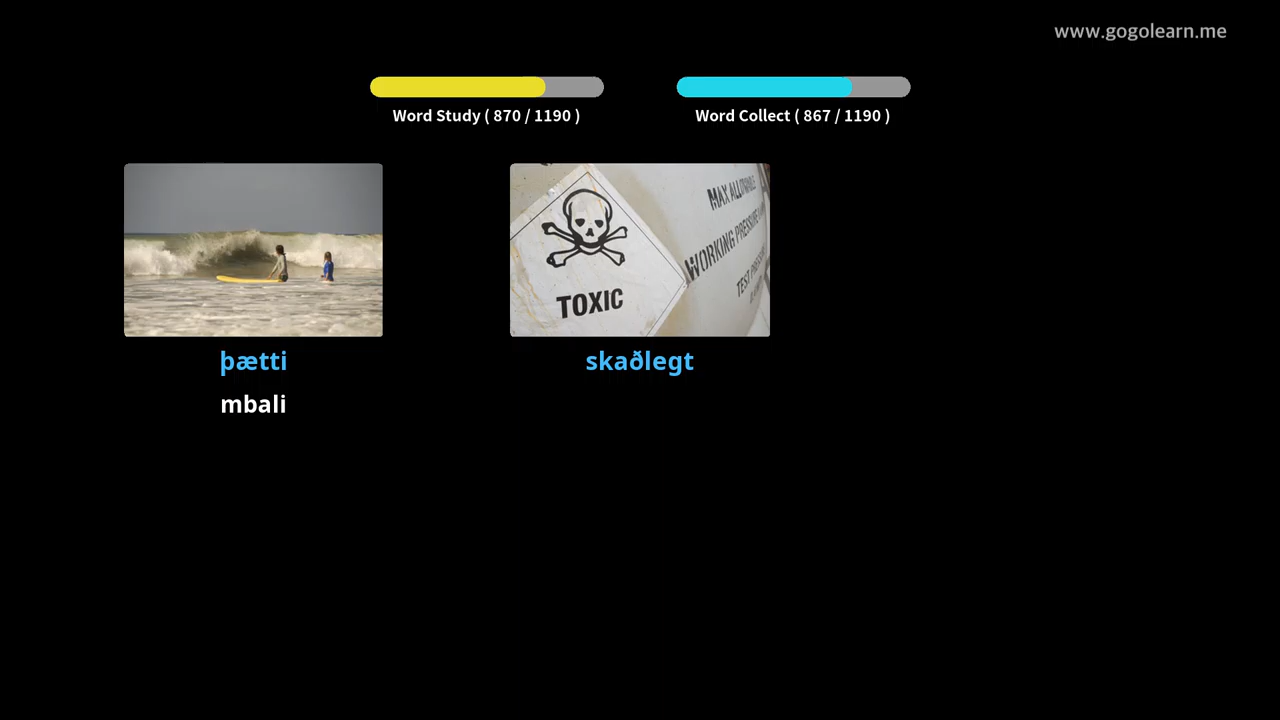 www.gogolearn.me
Word Study ( 870 / 1190 )
Word Collect ( 867 / 1190 )
MAX ALLOWABLE
WORKING PRESSURE
TEST
TOXIC
þætti
skaðlegt
mbali